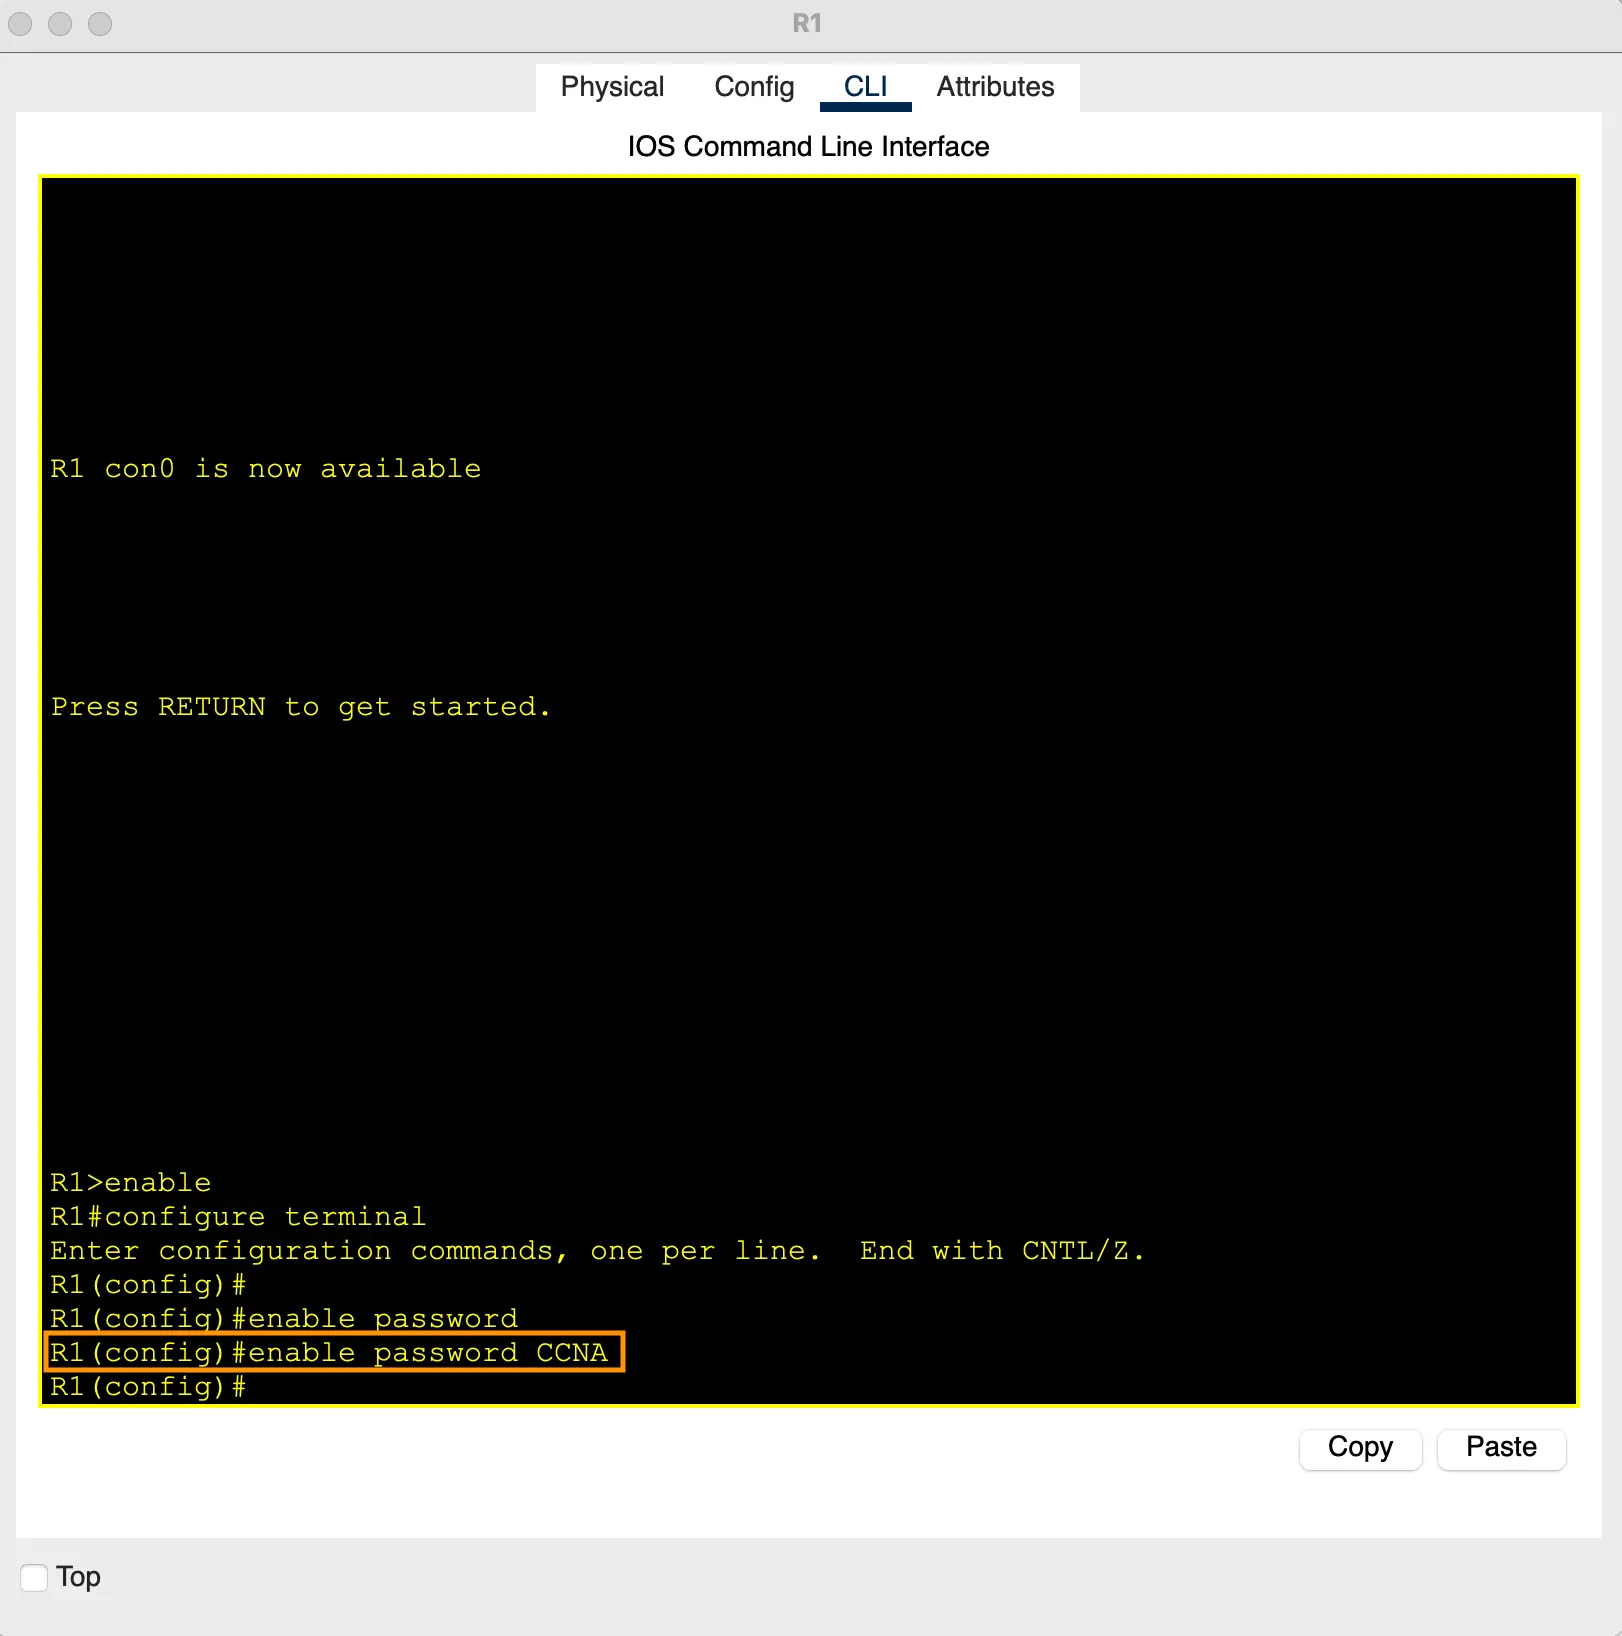 R1
Physical Config CLI Attributes
IOS Command Line Interface
R1 con0 is now available
Press RETURN to get started.
R1>enable
R1#configure terminal
Enter configuration commands, one per line.  End with CNTL/Z.
R1(config)#
R1(config)#enable password
R1(config)#enable password CCNA
R1(config)#
Copy Paste
Top